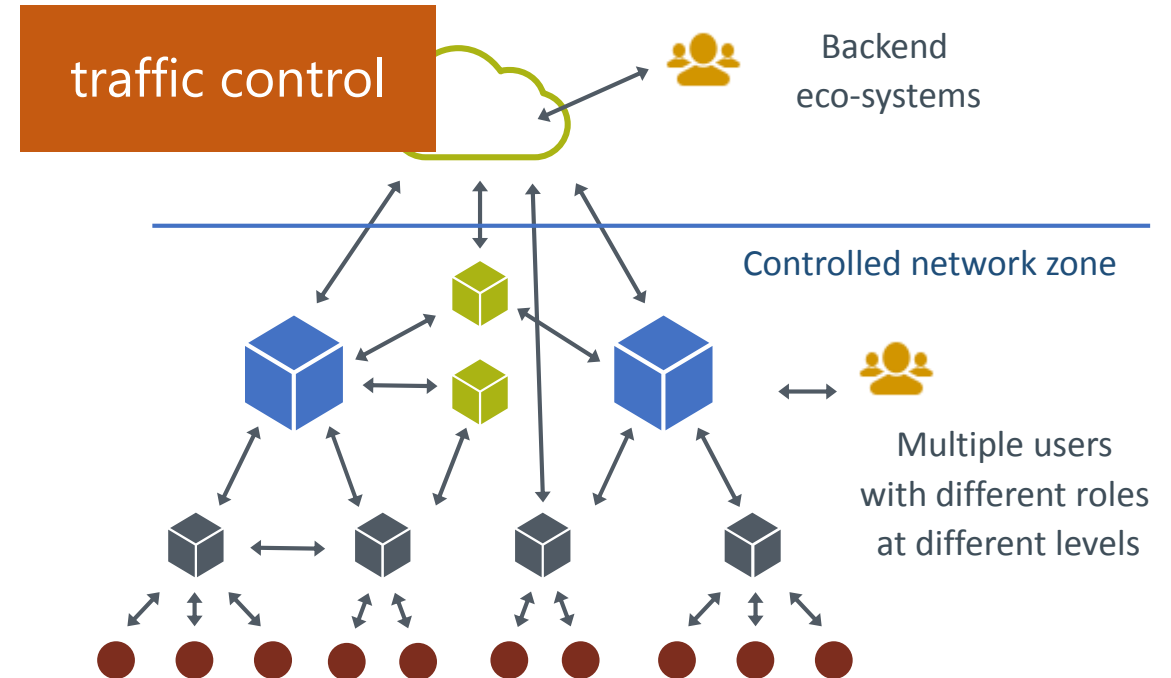 traffic control
Backend
eco-systems
Controlled network zone
Multiple users
with different roles
at different levels